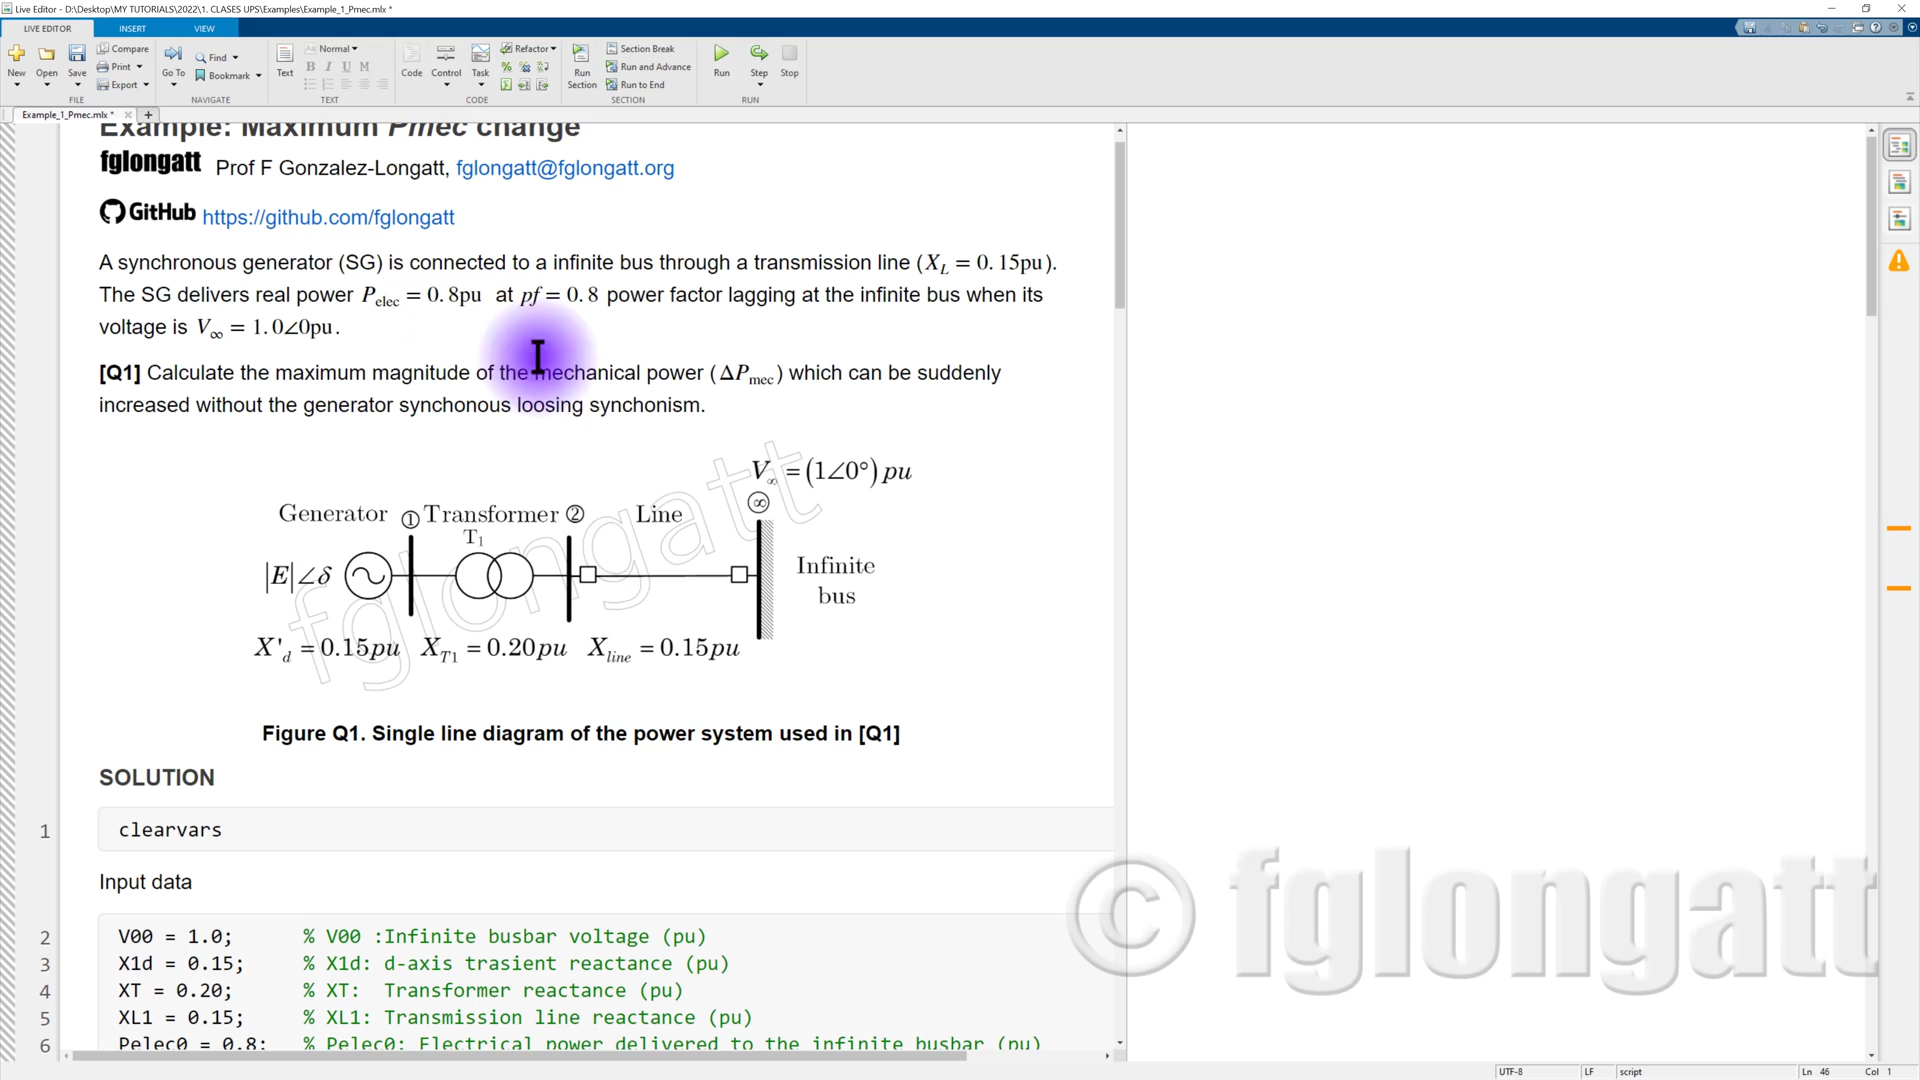 Live Editor - D:\Desktop\MY TUTORIALS\2022\1. CLASES UPS\Examples\Example_1_Pmec.mlx *
LIVE EDITOR INSERT VIEW
New Open Save Compare Print Export
FILE
Go To Find Bookmark
NAVIGATE
Text Normal B I U M
TEXT
Code Control Task Refactor
CODE
Run Section Section Break Run and Advance Run to End
SECTION
Run Step Stop
RUN
Example_1_Pmec.mlx * × +
Example: Maximum Pmec change
fglongatt Prof F Gonzalez-Longatt, fglongatt@fglongatt.org
GitHub https://github.com/fglongatt
A synchronous generator (SG) is connected to a infinite bus through a transmission line (X_L = 0.15pu).
The SG delivers real power P_elec = 0.8pu at pf = 0.8 power factor lagging at the infinite bus when its
voltage is V_∞ = 1.0∠0pu.
[Q1] Calculate the maximum magnitude of the mechanical power (ΔP_mec) which can be suddenly
increased without the generator synchonous loosing synchonism.
V_∞ = (1∠0°) pu
Generator ① Transformer ② Line ∞
T1
|E|∠δ
Infinite
bus
X'_d = 0.15pu X_T1 = 0.20pu X_line = 0.15pu
fglongatt
Figure Q1. Single line diagram of the power system used in [Q1]
SOLUTION
1 clearvars
Input data
2 V00 = 1.0; % V00 :Infinite busbar voltage (pu)
3 X1d = 0.15; % X1d: d-axis trasient reactance (pu)
4 XT = 0.20; % XT: Transformer reactance (pu)
5 XL1 = 0.15; % XL1: Transmission line reactance (pu)
6 Pelec0 = 0.8; % Pelec0: Electrical power delivered to the infinite busbar (pu)
© fglongatt
UTF-8 LF script Ln 46 Col 1